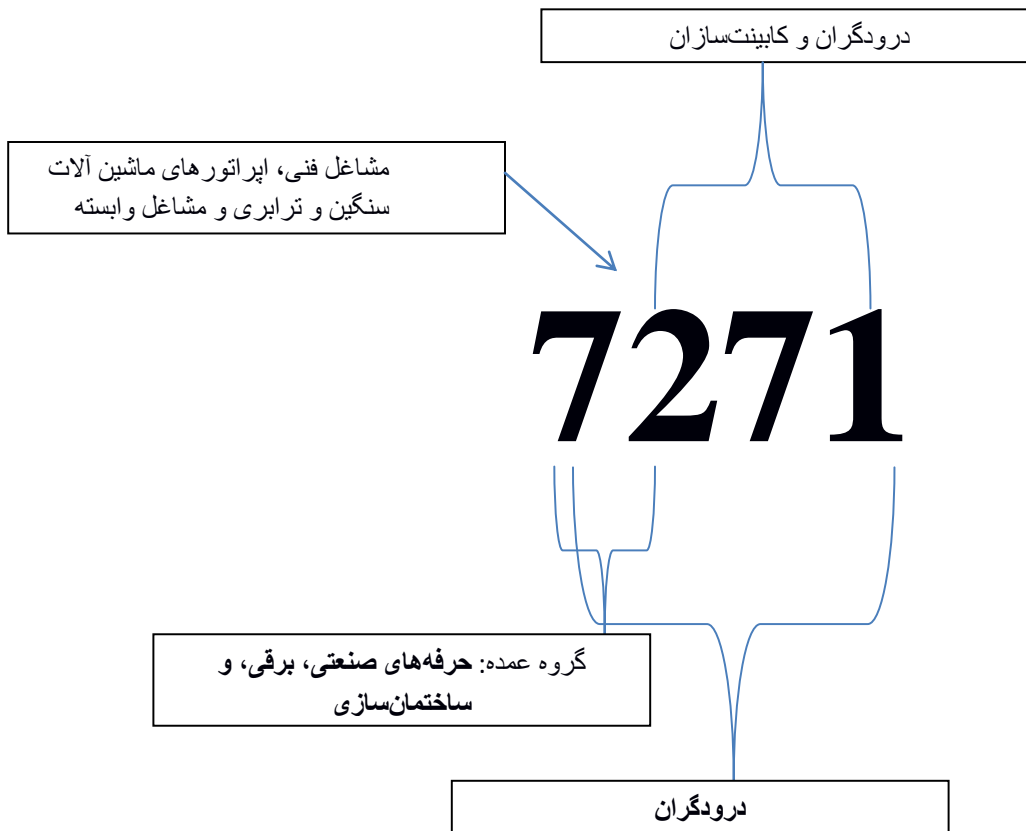 درودگران و کابینت‌سازان
مشاغل فنی، اپراتورهای ماشین آلات
سنگین و ترابری و مشاغل وابسته
7271
گروه عمده: حرفه‌های صنعتی، برقی، و
ساختمان‌سازی
درودگران